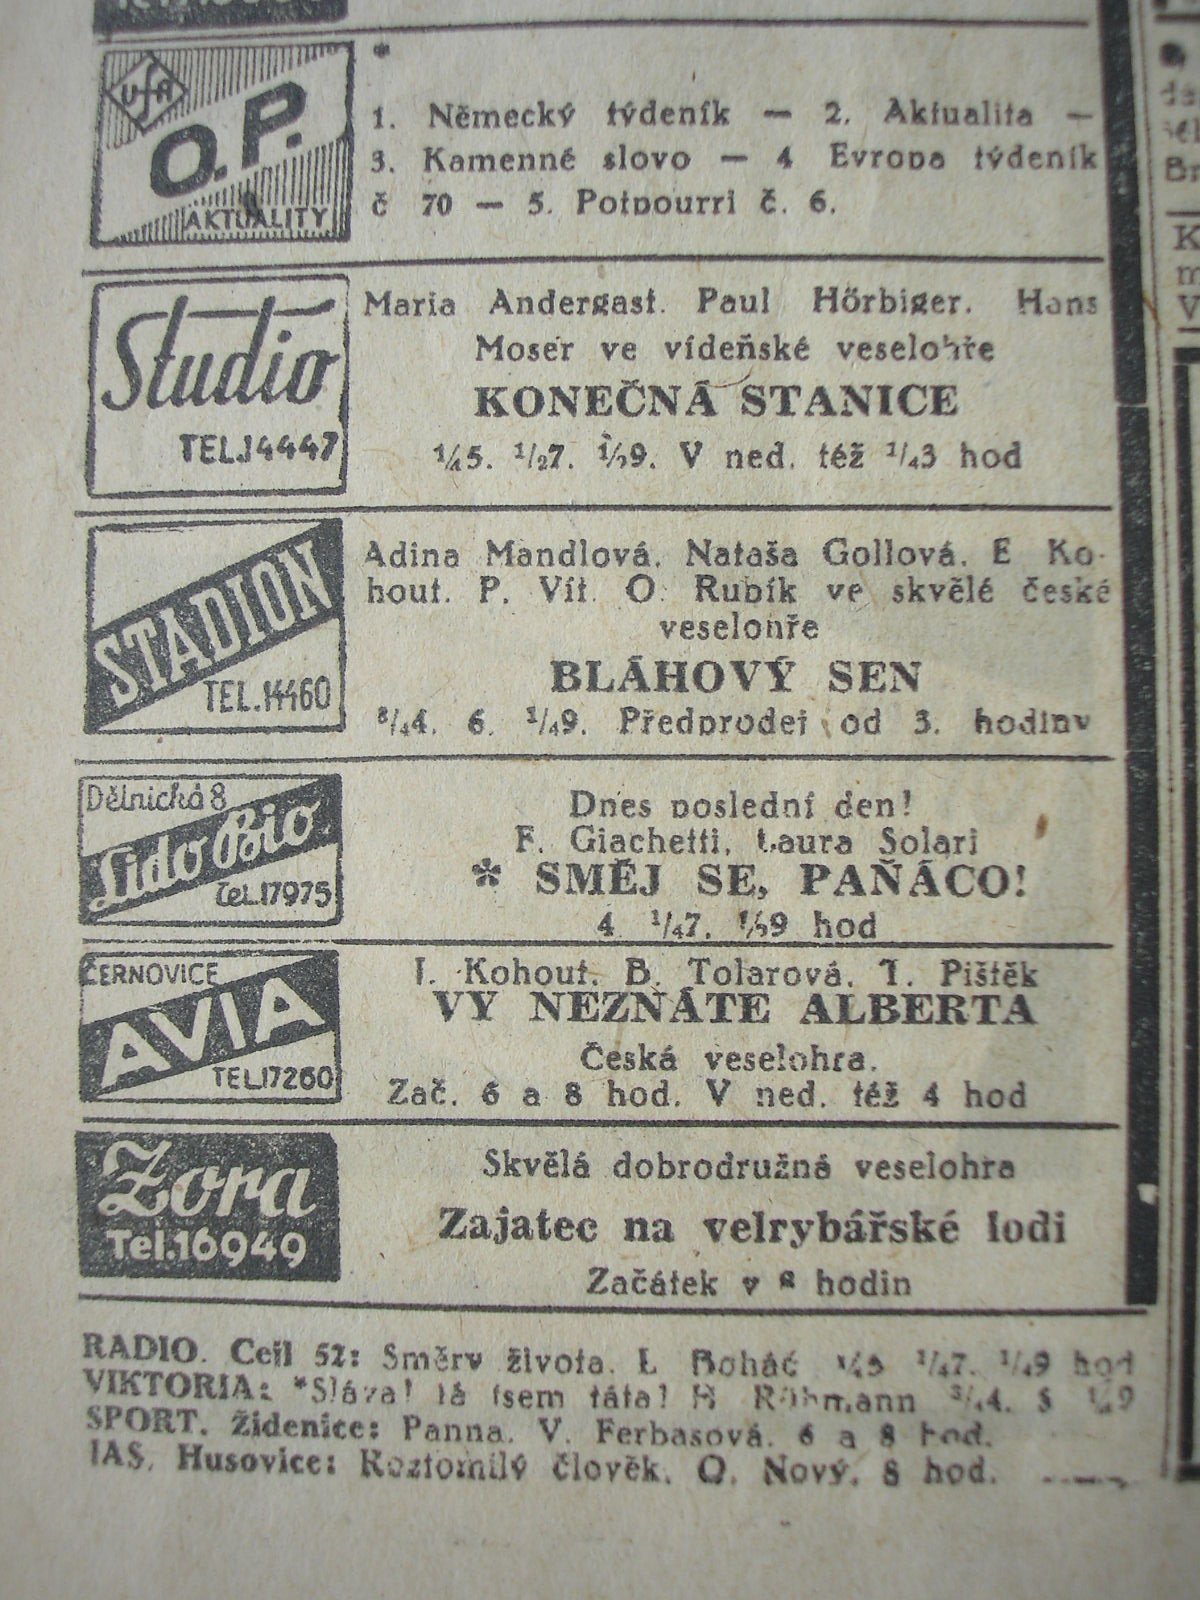 *
UfA
O.P.
AKTUALITY
1. Německý týdeník — 2. Aktualita —
3. Kamenné slovo — 4 Evropa týdeník
č 70 — 5. Potpourri č. 6.
Studio
TEL.14447
Maria Andergast. Paul Hörbiger. Hans
Moser ve vídeňské veselohře
KONEČNÁ STANICE
¼5. ½7. ½9. V ned. též ¼3 hod
STADION
TEL.14460
Adina Mandlová, Nataša Gollová, E Ko-
hout. P. Vít. O. Rubík ve skvělé české
veselohře
BLÁHOVÝ SEN
¾4. 6. ¼9. Předprodej od 3. hodiny
Dělnická 8
Lido Bio
tel.17975
Dnes poslední den!
F. Giachetti, Laura Solari
* SMĚJ SE, PAŇÁCO!
4 ¼7. ½9 hod
ČERNOVICE
AVIA
TEL.17260
J. Kohout. B. Tolarová. J. Pištěk
VY NEZNÁTE ALBERTA
Česká veselohra.
Zač. 6 a 8 hod. V ned. též 4 hod
Zora
Tel.16949
Skvělá dobrodružná veselohra
Zajatec na velrybářské lodi
Začátek v 8 hodin
RADIO. Cejl 52: Směry života. L Boháč ¼5 ¼7. ¼9 hod
VIKTORIA: *Sláva! Já jsem táta! H Rühmann ¾4.
SPORT. Židenice: Panna. V. Ferbasová. 6 a 8 hod.
JAS. Husovice: Roztomilý člověk. O. Nový. 8 hod.